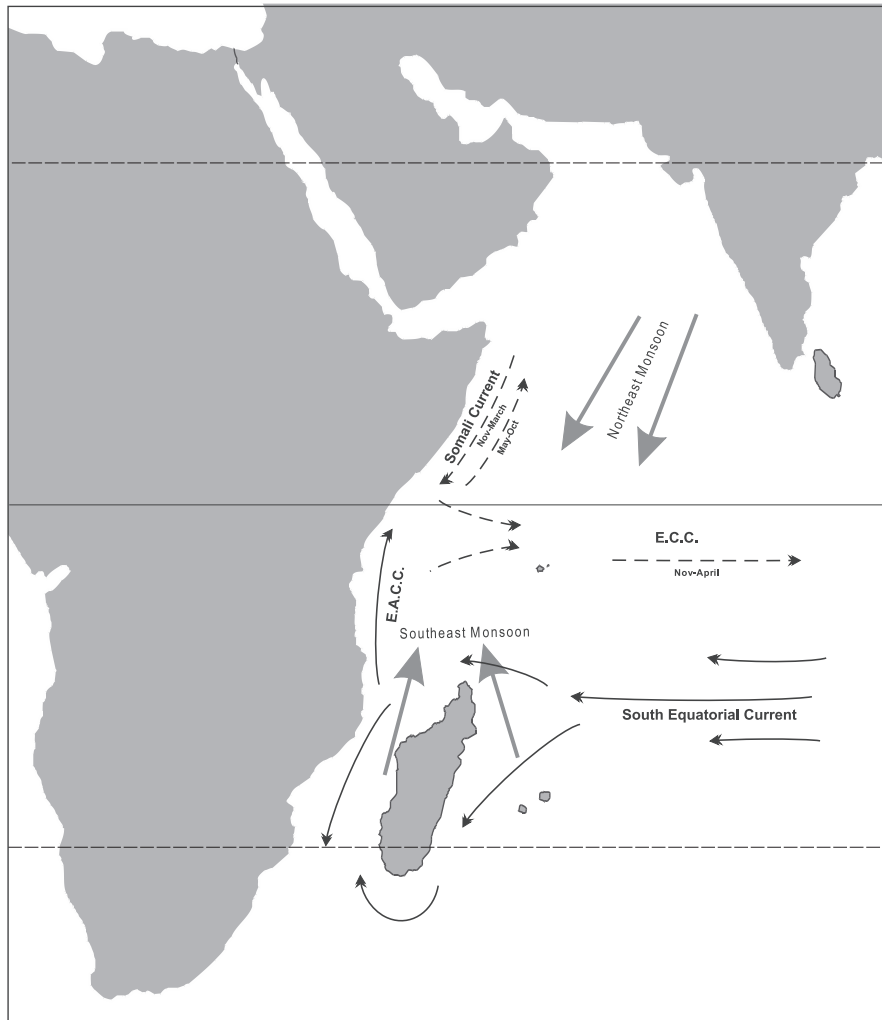 Northeast Monsoon
Somali Current
Nov-March
May-Oct
E.C.C.
Nov-April
E.A.C.C.
Southeast Monsoon
South Equatorial Current